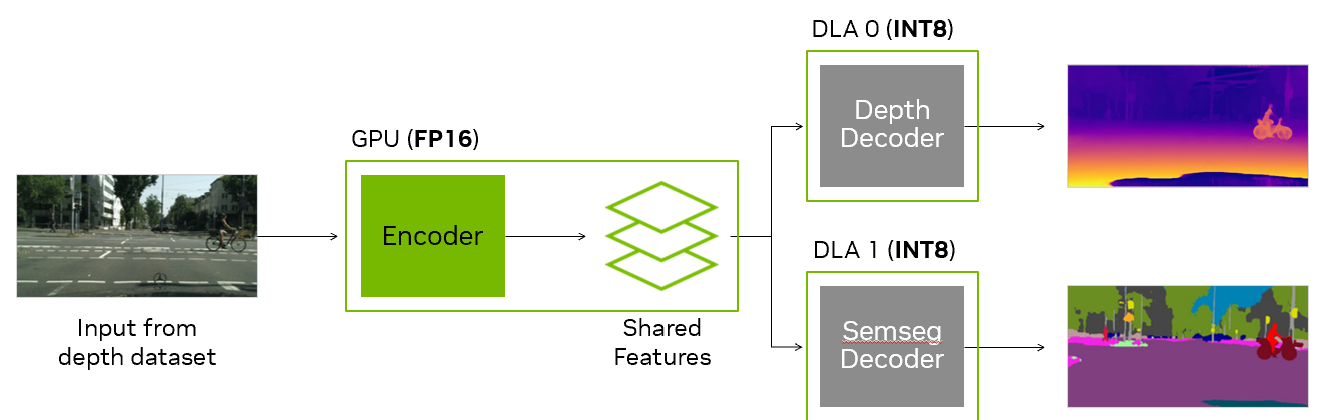 DLA 0 (INT8)
Depth
Decoder
GPU (FP16)
Encoder
Input from
depth dataset
Shared
Features
DLA 1 (INT8)
Semseg
Decoder